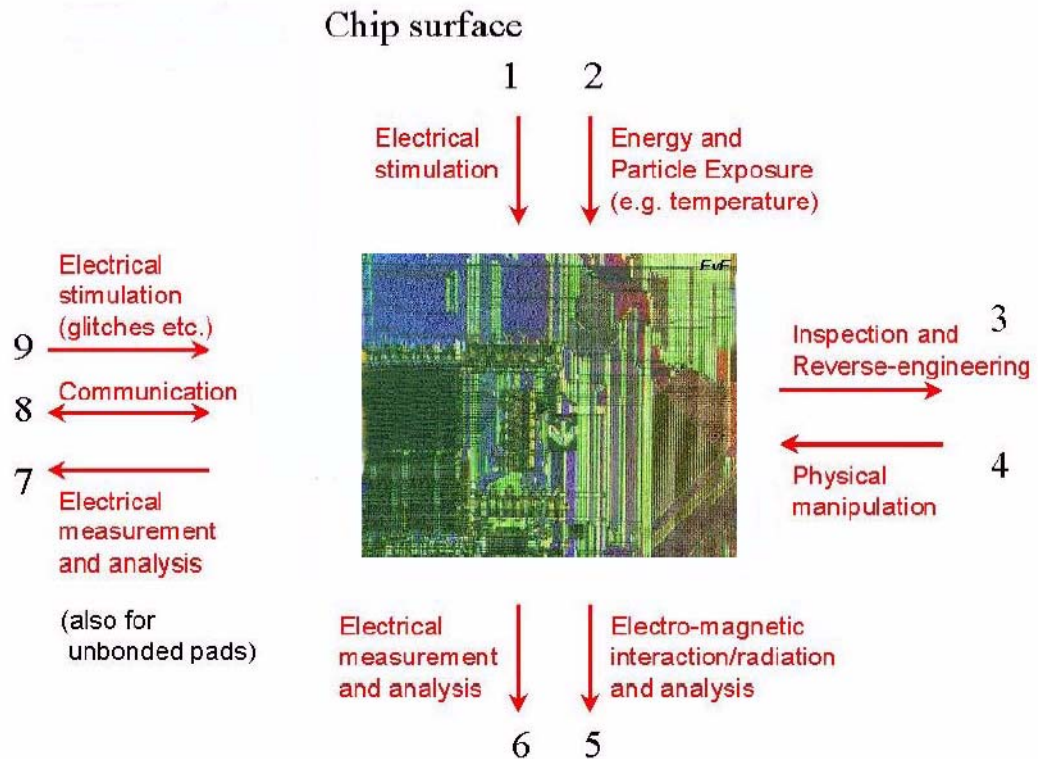 Chip surface
1
2
Electrical
stimulation
Energy and
Particle Exposure
(e.g. temperature)
EvF
Electrical
stimulation
(glitches etc.)
9
Communication
8
7
Electrical
measurement
and analysis
(also for
unbonded pads)
3
Inspection and
Reverse-engineering
4
Physical
manipulation
Electrical
measurement
and analysis
6
Electro-magnetic
interaction/radiation
and analysis
5